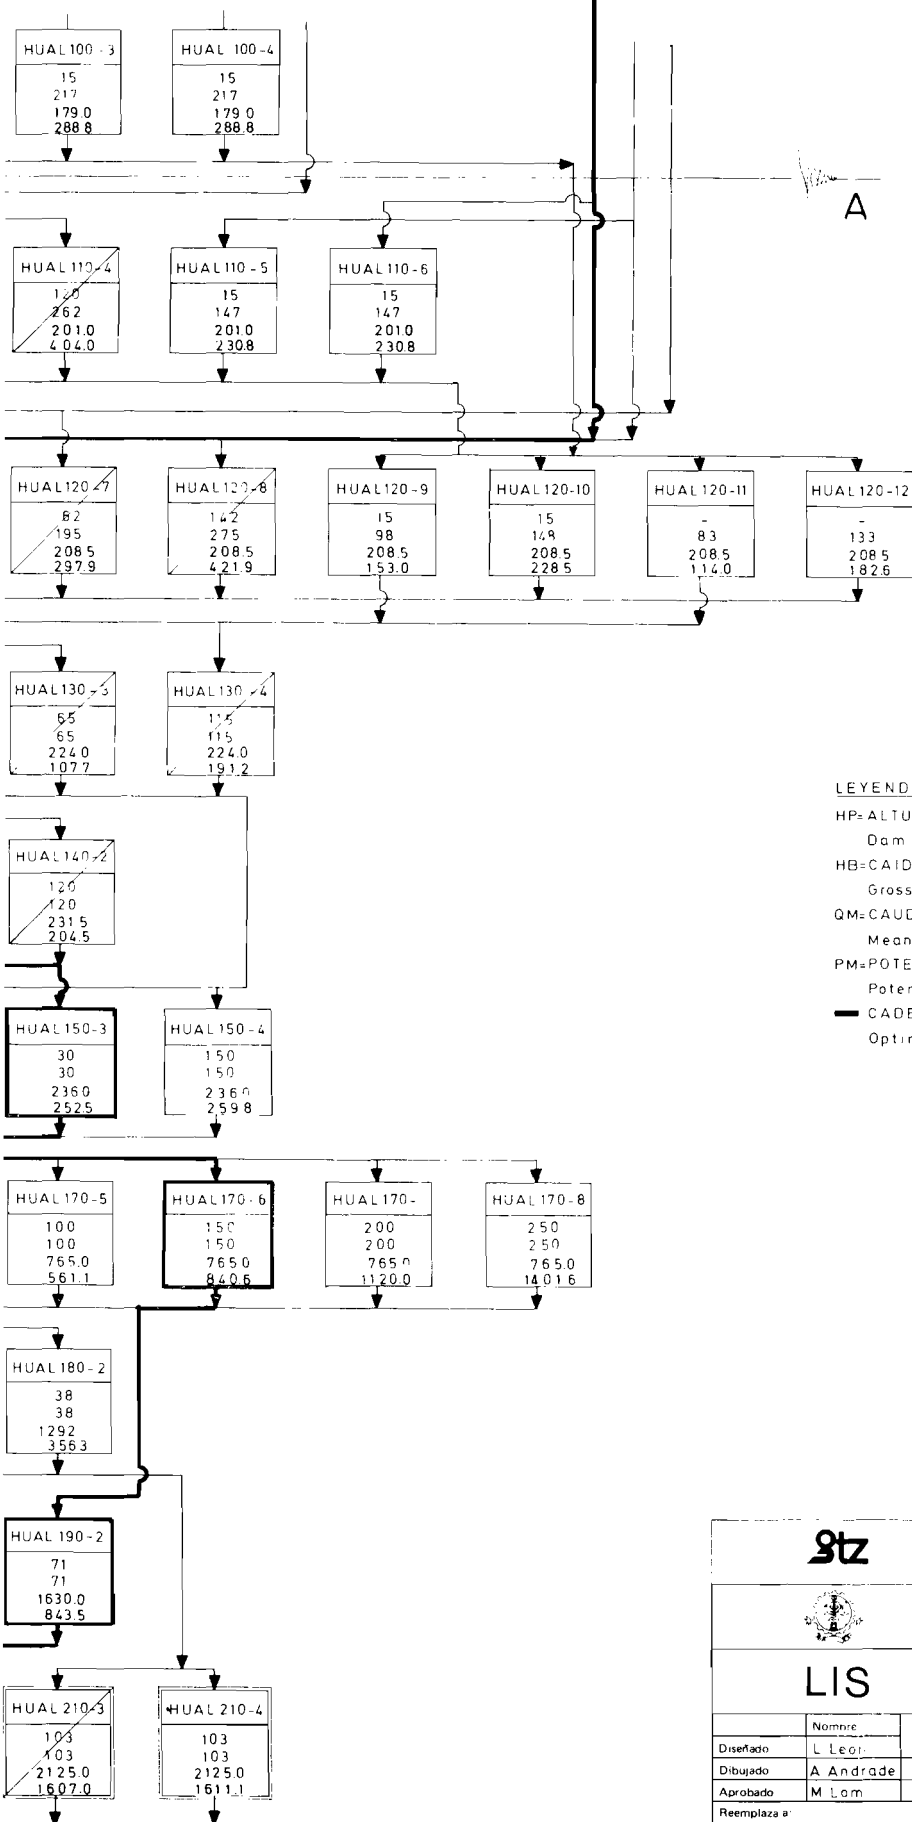 HUAL 100-3
15
217
179.0
288.8
HUAL 100-4
15
217
179.0
288.8
A
HUAL 110-4
120
262
201.0
404.0
HUAL 110-5
15
147
201.0
230.8
HUAL 110-6
15
147
201.0
230.8
HUAL 120-7
82
195
208.5
297.9
HUAL 120-8
142
275
208.5
421.9
HUAL 120-9
15
98
208.5
153.0
HUAL 120-10
15
148
208.5
228.5
HUAL 120-11
-
83
208.5
114.0
HUAL 120-12
-
133
208.5
182.6
HUAL 130-3
65
65
224.0
107.7
HUAL 130-4
115
115
224.0
191.2
LEYEND
HP=ALTU
Dam
HB=CAID
Gross
QM=CAUD
Mean
PM=POTE
Poten
CADE
Optim
HUAL 140-2
120
120
231.5
204.5
HUAL 150-3
30
30
2360
252.5
HUAL 150-4
150
150
2360
2598
HUAL 170-5
100
100
765.0
561.1
HUAL 170-6
150
150
765.0
840.6
HUAL 170-
200
200
765.0
1120.0
HUAL 170-8
250
250
765.0
1401.6
HUAL 180-2
38
38
1292
3563
HUAL 190-2
71
71
1630.0
843.5
HUAL 210-3
103
103
2125.0
1607.0
HUAL 210-4
103
103
2125.0
1611.1
gtz
LIS
Nombre
Diseñado L. Leon
Dibujado A Andrade
Aprobado M Lam
Reemplaza a: